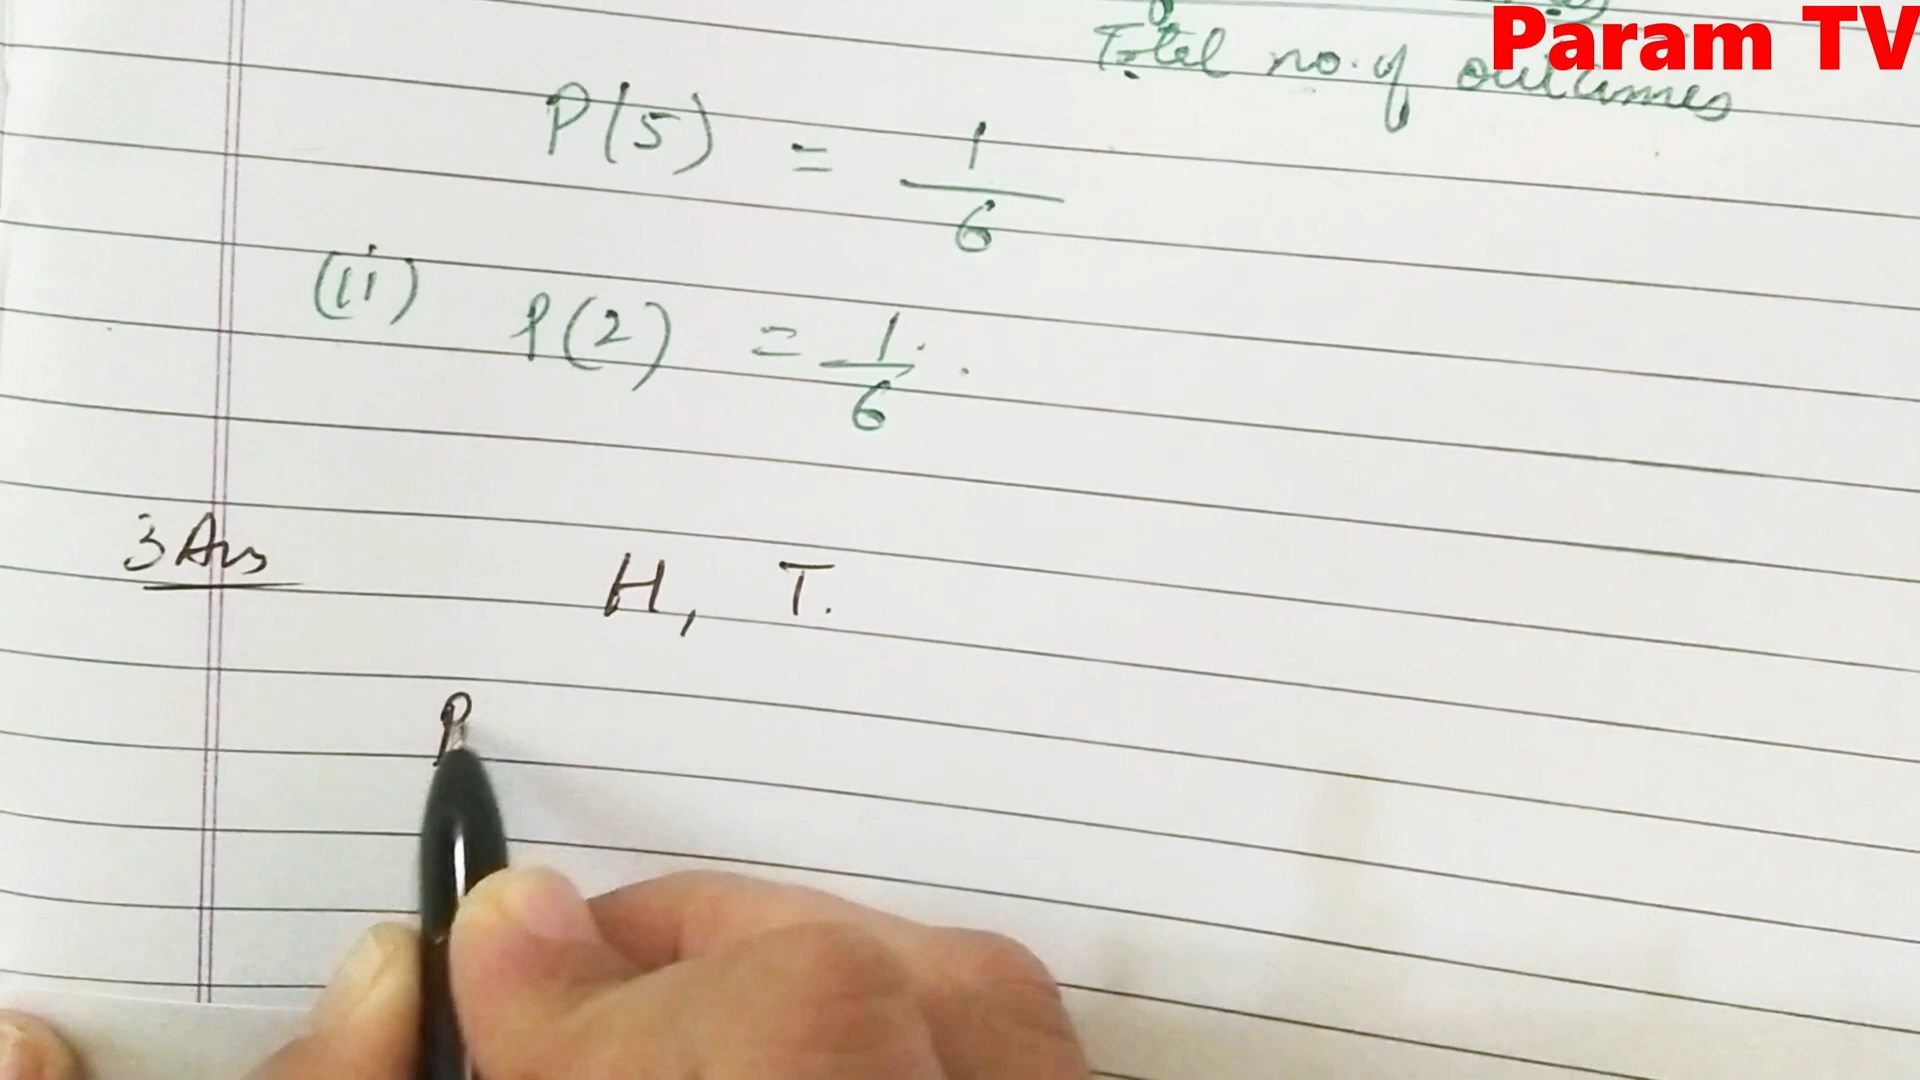 Param TV
Total no. of outcomes
P(5) = 1/6
(ii) P(2) = 1/6.
3 Ans H, T.
P